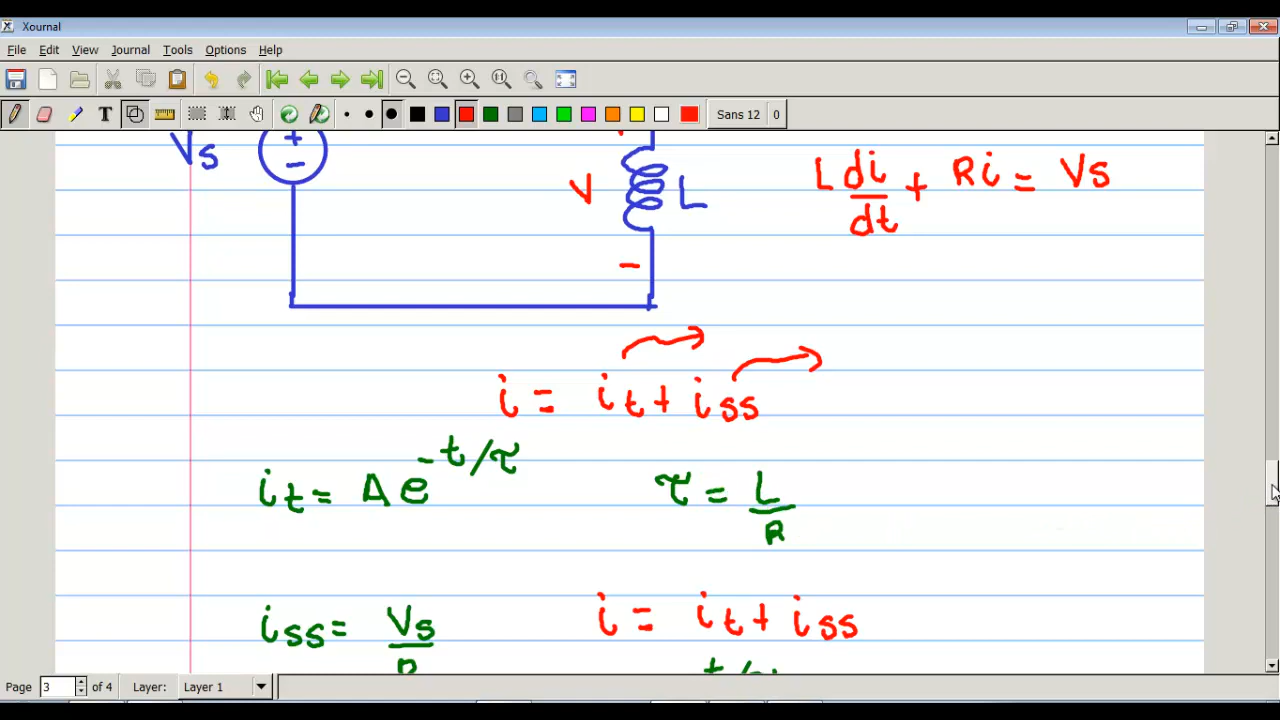 Xournal
File Edit View Journal Tools Options Help
Sans 12 0
Vs + −
V L
−
L di/dt + Ri = Vs
i = it + iss
it = A e^-t/τ
τ = L/R
iss = Vs/R
i = it + iss
Page 3 of 4 Layer: Layer 1